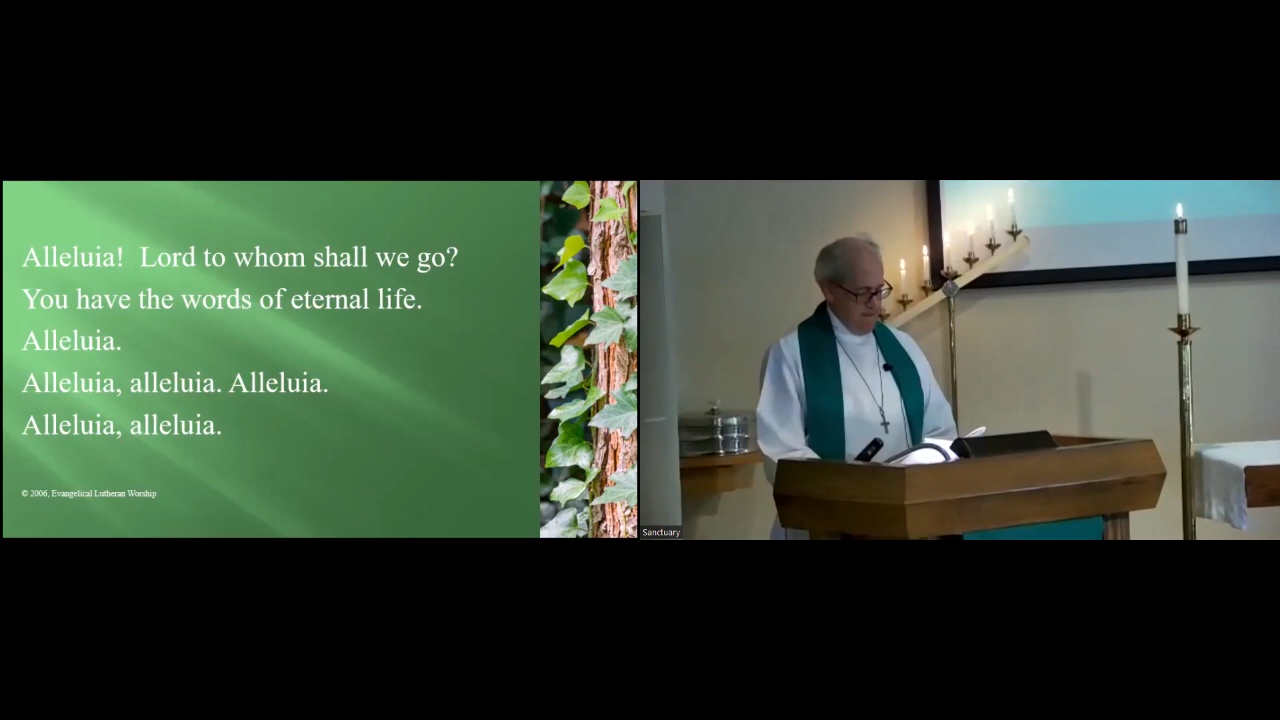 Alleluia!  Lord to whom shall we go?
You have the words of eternal life.
Alleluia.
Alleluia, alleluia. Alleluia.
Alleluia, alleluia.
© 2006, Evangelical Lutheran Worship
Sanctuary